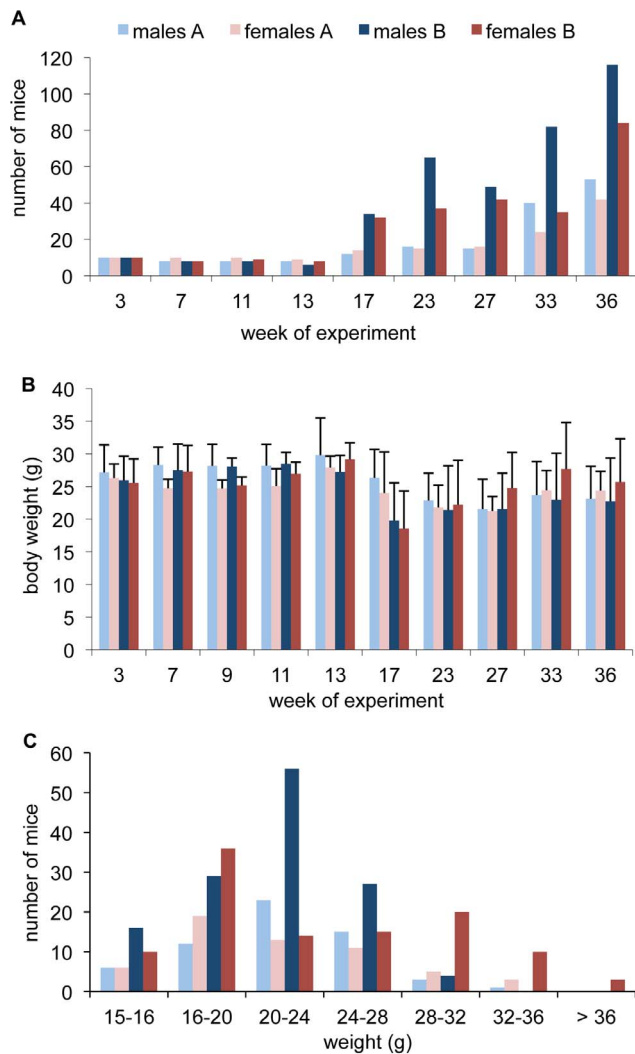 A
males A females A males B females B
number of mice
120
100
80
60
40
20
0
3 7 11 13 17 23 27 33 36
week of experiment
B
body weight (g)
40
35
30
25
20
15
10
5
0
3 7 9 11 13 17 23 27 33 36
week of experiment
C
number of mice
60
50
40
30
20
10
0
15-16 16-20 20-24 24-28 28-32 32-36 > 36
weight (g)